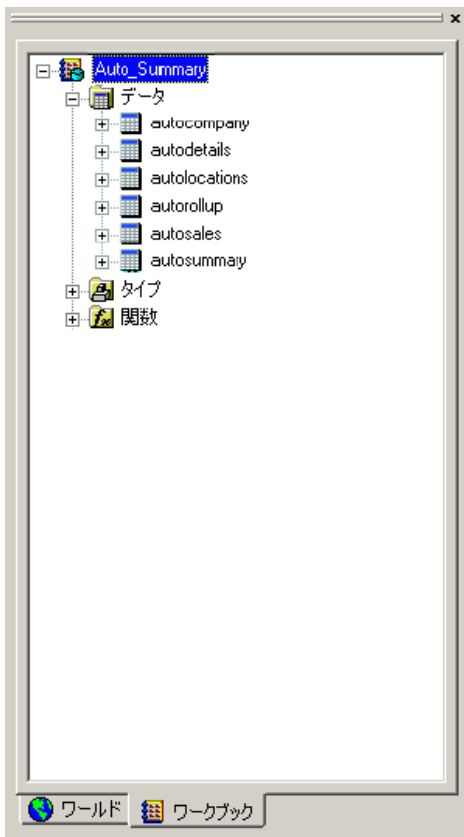 Auto_Summary
データ
autocompany
autodetails
autolocations
autorollup
autosales
autosummary
タイプ
関数
ワールド
ワークブック